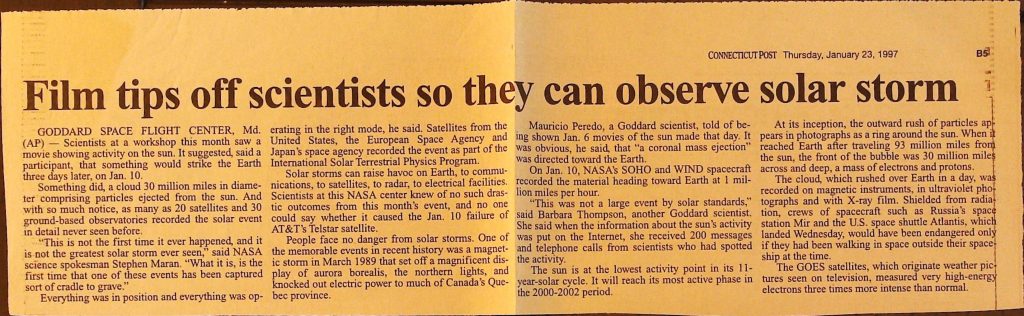 CONNECTICUT POST Thursday, January 23, 1997 B5
Film tips off scientists so they can observe solar storm
GODDARD SPACE FLIGHT CENTER, Md.
(AP) — Scientists at a workshop this month saw a
movie showing activity on the sun. It suggested, said a
participant, that something would strike the Earth
three days later, on Jan. 10.
Something did, a cloud 30 million miles in diame-
ter comprising particles ejected from the sun. And
with so much notice, as many as 20 satellites and 30
ground-based observatories recorded the solar event
in detail never seen before.
“This is not the first time it ever happened, and it
is not the greatest solar storm ever seen,” said NASA
science spokesman Stephen Maran. “What it is, is the
first time that one of these events has been captured
sort of cradle to grave.”
Everything was in position and everything was op-
erating in the right mode, he said. Satellites from the
United States, the European Space Agency and
Japan’s space agency recorded the event as part of the
International Solar Terrestrial Physics Program.
Solar storms can raise havoc on Earth, to commu-
nications, to satellites, to radar, to electrical facilities.
Scientists at this NASA center knew of no such dras-
tic outcomes from this month’s event, and no one
could say whether it caused the Jan. 10 failure of
AT&T’s Telstar satellite.
People face no danger from solar storms. One of
the memorable events in recent history was a magnet-
ic storm in March 1989 that set off a magnificent dis-
play of aurora borealis, the northern lights, and
knocked out electric power to much of Canada’s Que-
bec province.
Mauricio Peredo, a Goddard scientist, told of be-
ing shown Jan. 6 movies of the sun made that day. It
was obvious, he said, that “a coronal mass ejection”
was directed toward the Earth.
On Jan. 10, NASA’s SOHO and WIND spacecraft
recorded the material heading toward Earth at 1 mil-
lion miles per hour.
“This was not a large event by solar standards,”
said Barbara Thompson, another Goddard scientist.
She said when the information about the sun’s activity
was put on the Internet, she received 200 messages
and telephone calls from scientists who had spotted
the activity.
The sun is at the lowest activity point in its 11-
year-solar cycle. It will reach its most active phase in
the 2000-2002 period.
At its inception, the outward rush of particles ap-
pears in photographs as a ring around the sun. When it
reached Earth after traveling 93 million miles from
the sun, the front of the bubble was 30 million miles
across and deep, a mass of electrons and protons.
The cloud, which rushed over Earth in a day, was
recorded on magnetic instruments, in ultraviolet pho-
tographs and with X-ray film. Shielded from radia-
tion, crews of spacecraft such as Russia’s space
station Mir and the U.S. space shuttle Atlantis, which
landed Wednesday, would have been endangered only
if they had been walking in space outside their space-
ship at the time.
The GOES satellites, which originate weather pic-
tures seen on television, measured very high-energy
electrons three times more intense than normal.